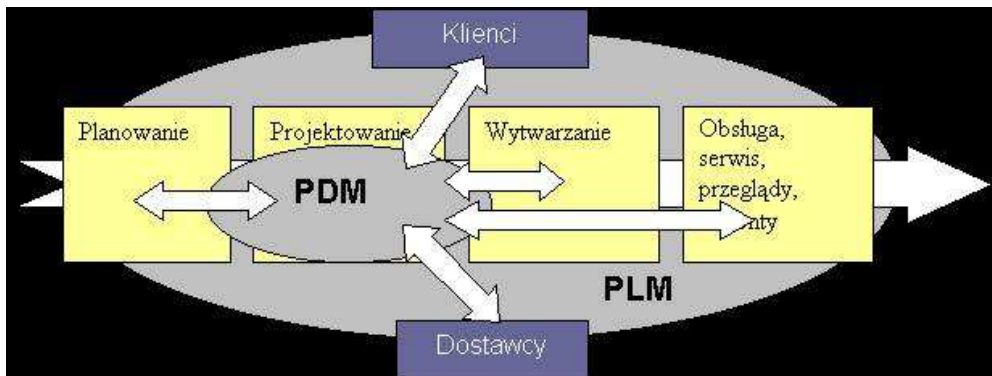 Klienci
Planowanie
Projektowanie
Wytwarzanie
Obsługa,
serwis,
przeglądy,
PDM
PLM
Dostawcy